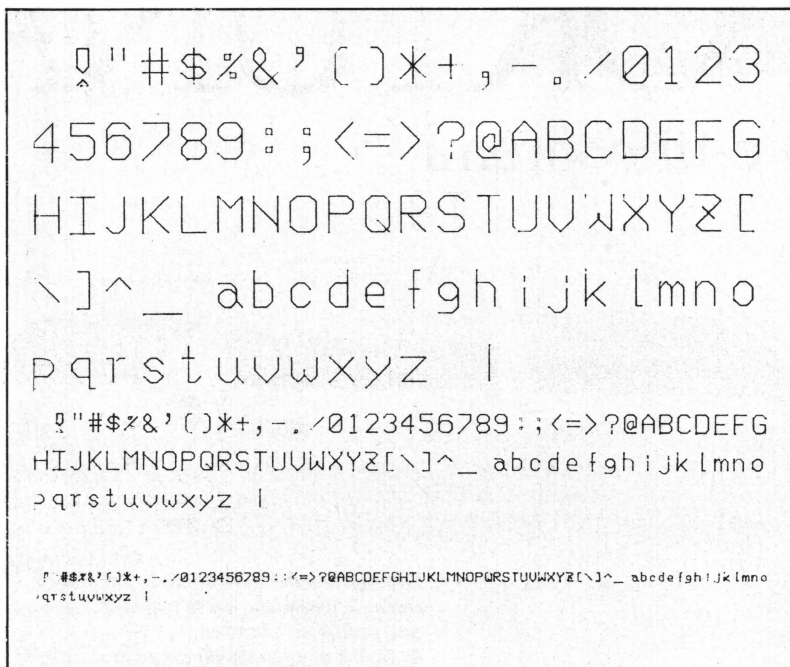 !"#$%&'()*+,-./0123
456789:;<=>?@ABCDEFG
HIJKLMNOPQRSTUVWXYZ[
\]^_ abcdefghijklmno
pqrstuvwxyz |
!"#$%&'()*+,-./0123456789:;<=>?@ABCDEFG
HIJKLMNOPQRSTUVWXYZ[\]^_ abcdefghijklmno
pqrstuvwxyz |
!"#$%&'()*+,-./0123456789:;<=>?@ABCDEFGHIJKLMNOPQRSTUVWXYZ[\]^_ abcdefghijklmno
pqrstuvwxyz |